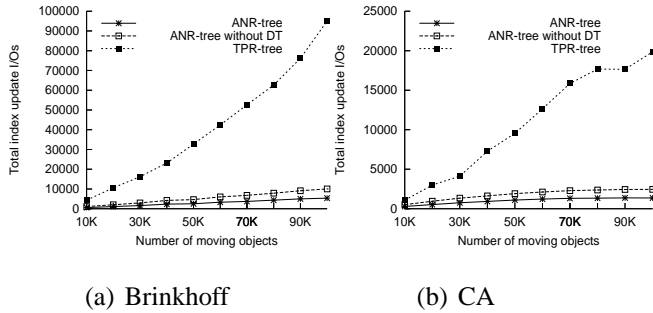 ANR-tree
ANR-tree without DT
TPR-tree
Total index update I/Os
100000
90000
80000
70000
60000
50000
40000
30000
20000
10000
0
10K 30K 50K 70K 90K
Number of moving objects
(a) Brinkhoff
ANR-tree
ANR-tree without DT
TPR-tree
Total index update I/Os
25000
20000
15000
10000
5000
0
10K 30K 50K 70K 90K
Number of moving objects
(b) CA